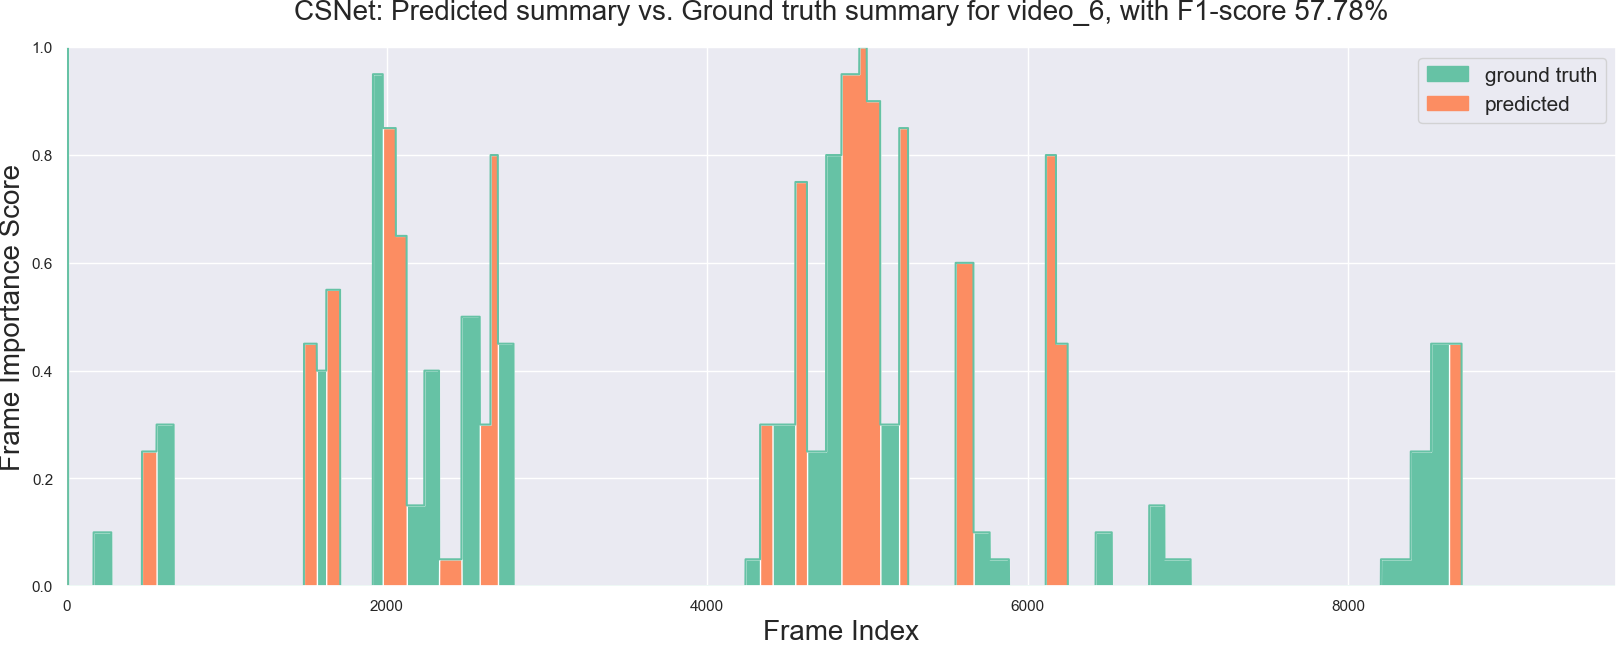 CSNet: Predicted summary vs. Ground truth summary for video_6, with F1-score 57.78%
1.0
0.8
0.6
0.4
0.2
0.0
Frame Importance Score
ground truth
predicted
0 2000 4000 6000 8000
Frame Index